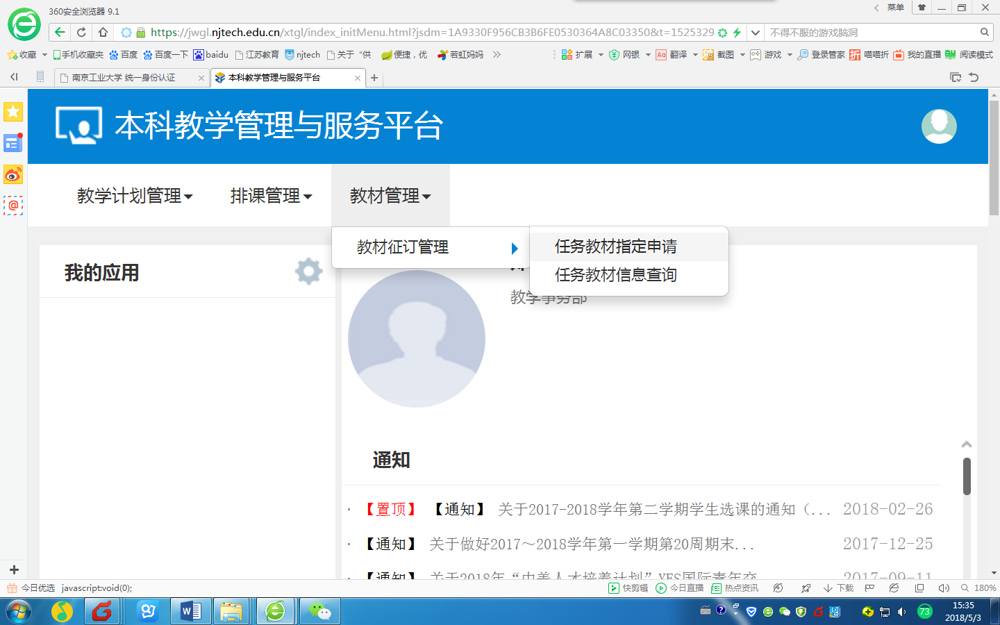 360安全浏览器 9.1
菜单
https://jwgl.njtech.edu.cn/xtgl/index_initMenu.html?jsdm=1A9330F956CB3B6FE0530364A8C03350&t=1525329
不得不服的游戏脑洞
收藏 手机收藏夹 百度 百度一下 baidu 江苏教育 njtech 关于“供 便捷，优 若虹妈妈 扩展 网银 Aa 翻译 截图 游戏 登录管家 折 喵喵折 我的直播 阅读模式
南京工业大学 统一身份认证
本科教学管理与服务平台
本科教学管理与服务平台
教学计划管理 排课管理 教材管理
教材征订管理
任务教材指定申请
任务教材信息查询
我的应用
教学事务部
通知
【置顶】 【通知】 关于2017-2018学年第二学期学生选课的通知（... 2018-02-26
【通知】 关于做好2017～2018学年第一学期第20周期末... 2017-12-25
【通知】 关于2018年“中美人才培养计划”YES国际青年交 2017-09-11
今日优选 javascript:void(0);
快剪辑 今日直播 热点资讯 下载 180%
73
15:35
2018/5/3